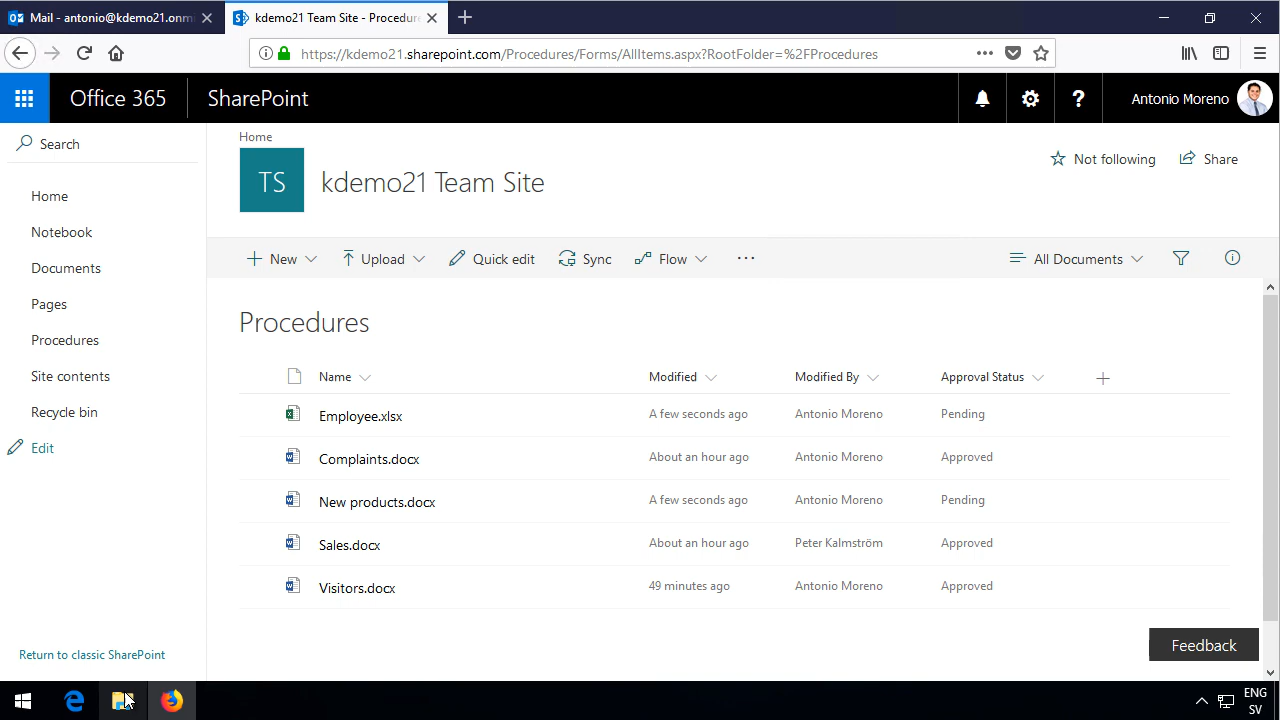 Mail - antonio@kdemo21.onm
kdemo21 Team Site - Procedure
https://kdemo21.sharepoint.com/Procedures/Forms/AllItems.aspx?RootFolder=%2FProcedures
Office 365
SharePoint
?
Antonio Moreno
Search
Home
Notebook
Documents
Pages
Procedures
Site contents
Recycle bin
Edit
Return to classic SharePoint
Home
TS
kdemo21 Team Site
Not following
Share
New
Upload
Quick edit
Sync
Flow
All Documents
Procedures
Name Modified Modified By Approval Status
Employee.xlsx A few seconds ago Antonio Moreno Pending
Complaints.docx About an hour ago Antonio Moreno Approved
New products.docx A few seconds ago Antonio Moreno Pending
Sales.docx About an hour ago Peter Kalmström Approved
Visitors.docx 49 minutes ago Antonio Moreno Approved
Feedback
ENG
SV